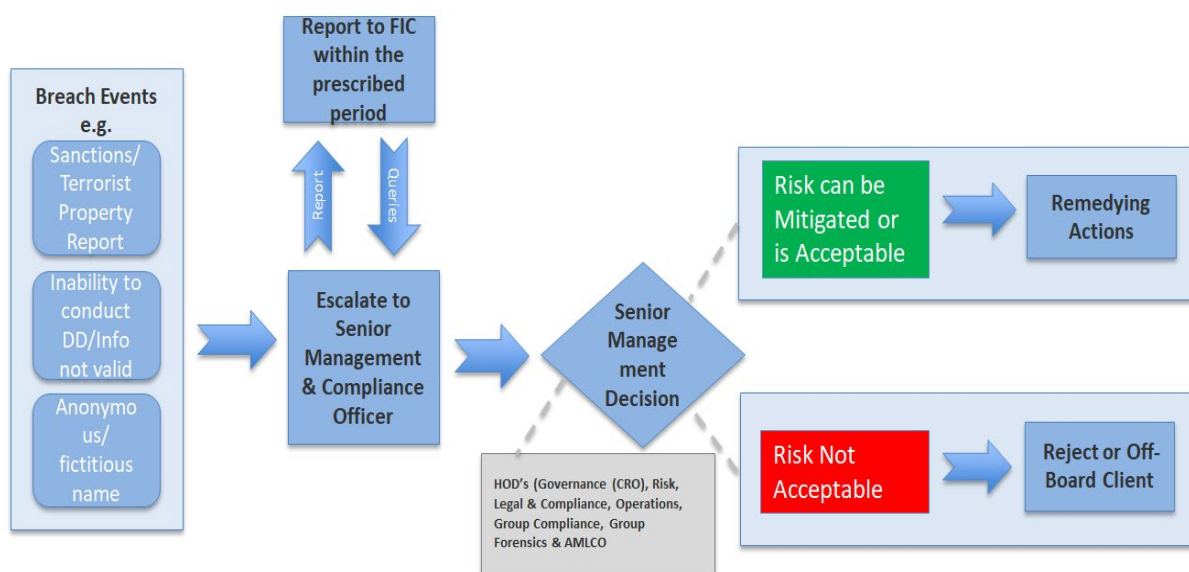 Breach Events
e.g.
Sanctions/
Terrorist
Property
Report
Inability to
conduct
DD/Info
not valid
Anonymo
us/
fictitious
name
Report to FIC
within the
prescribed
period
Report
Queries
Escalate to
Senior
Management
& Compliance
Officer
Senior
Manage
ment
Decision
HOD's (Governance (CRO), Risk,
Legal & Compliance, Operations,
Group Compliance, Group
Forensics & AMLCO
Risk can be
Mitigated or
is Acceptable
Remedying
Actions
Risk Not
Acceptable
Reject or Off-
Board Client